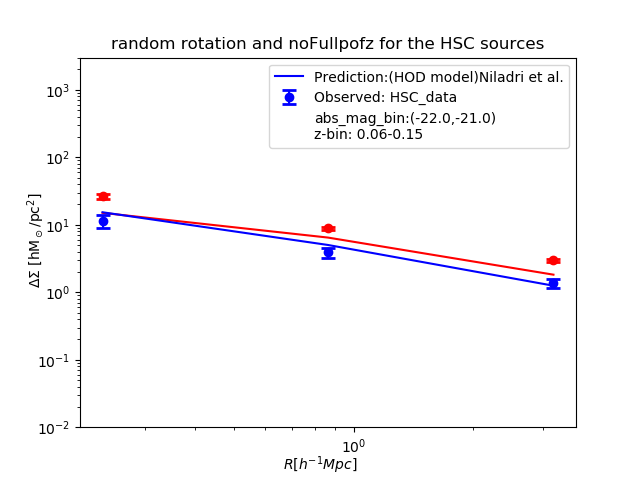 random rotation and noFullpofz for the HSC sources
Prediction:(HOD model)Niladri et al.
Observed: HSC_data
abs_mag_bin:(-22.0,-21.0)
z-bin: 0.06-0.15
10³
10²
10¹
10⁰
10⁻¹
10⁻²
ΔΣ [hM☉/pc²]
10⁰
R[h⁻¹Mpc]